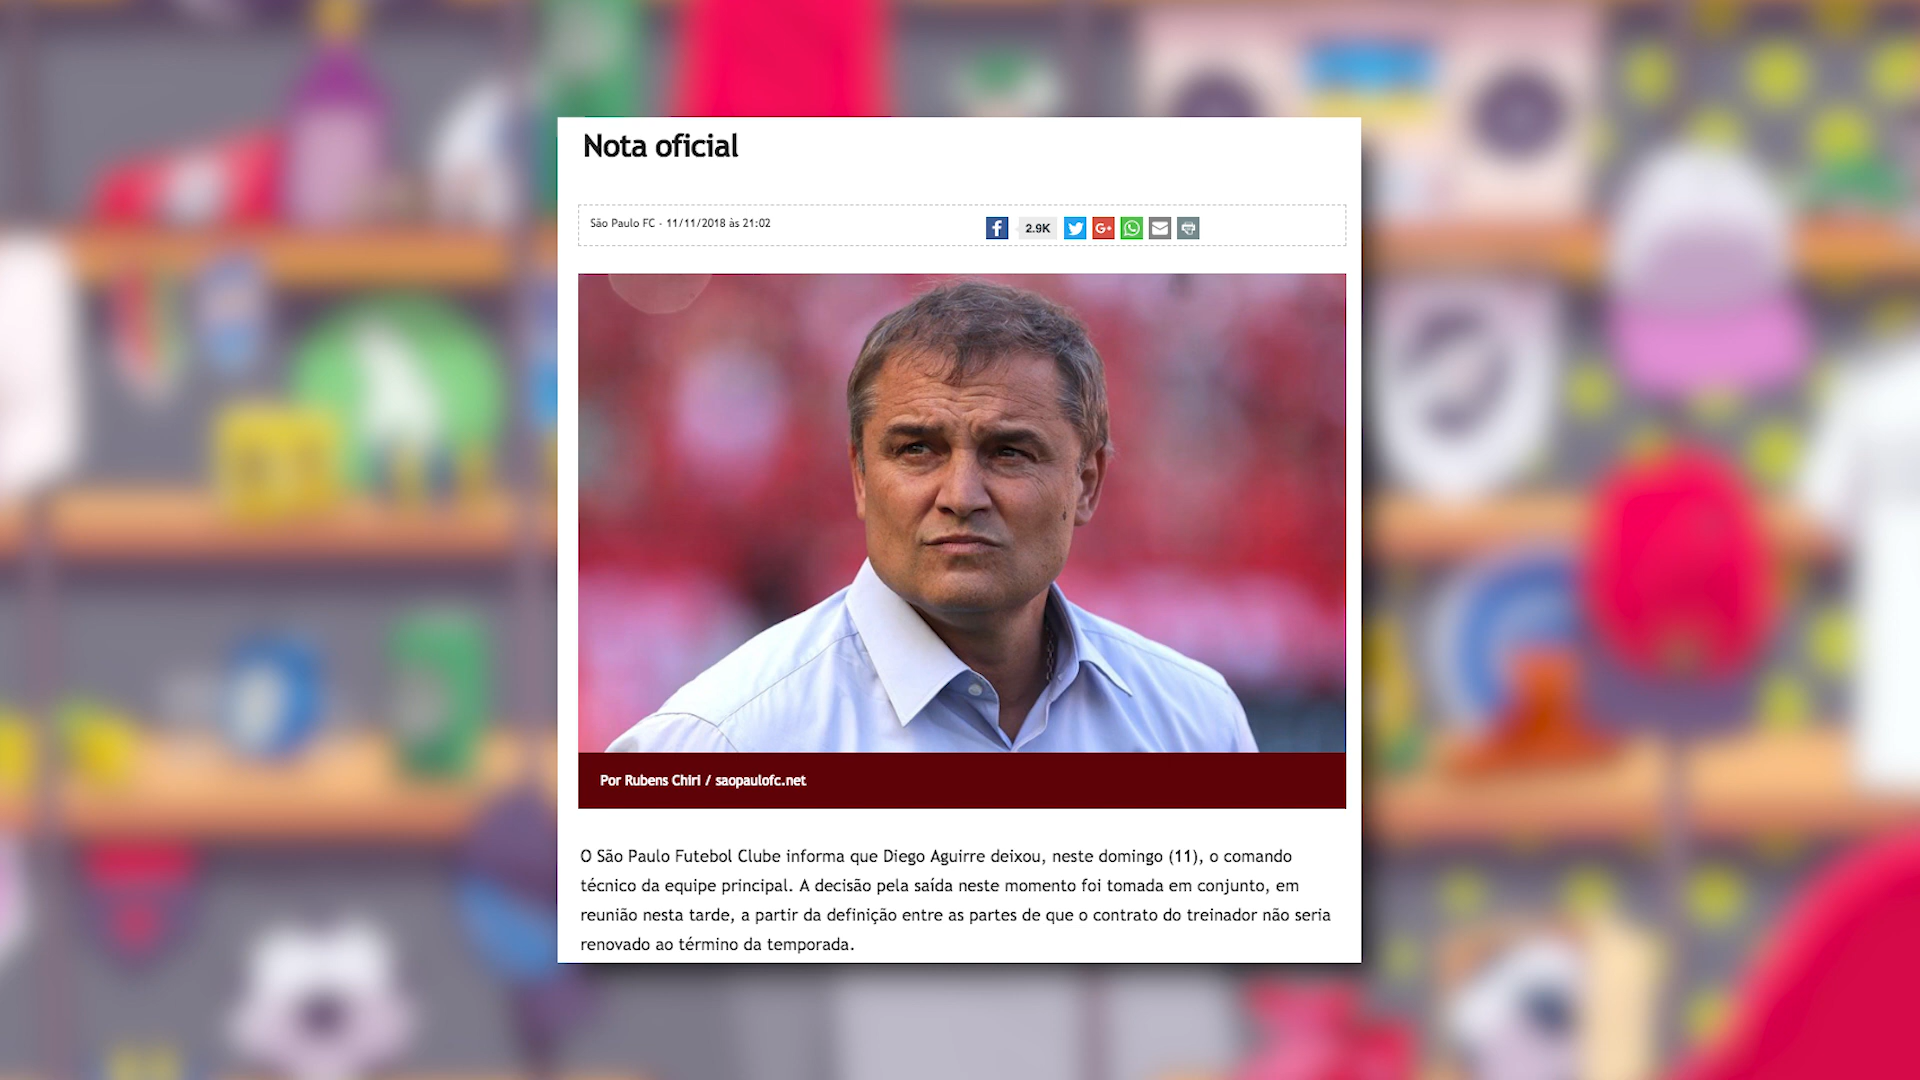 Nota oficial
São Paulo FC - 11/11/2018 às 21:02
2.9K
Por Rubens Chiri / saopaulofc.net
O São Paulo Futebol Clube informa que Diego Aguirre deixou, neste domingo (11), o comando
técnico da equipe principal. A decisão pela saída neste momento foi tomada em conjunto, em
reunião nesta tarde, a partir da definição entre as partes de que o contrato do treinador não seria
renovado ao término da temporada.